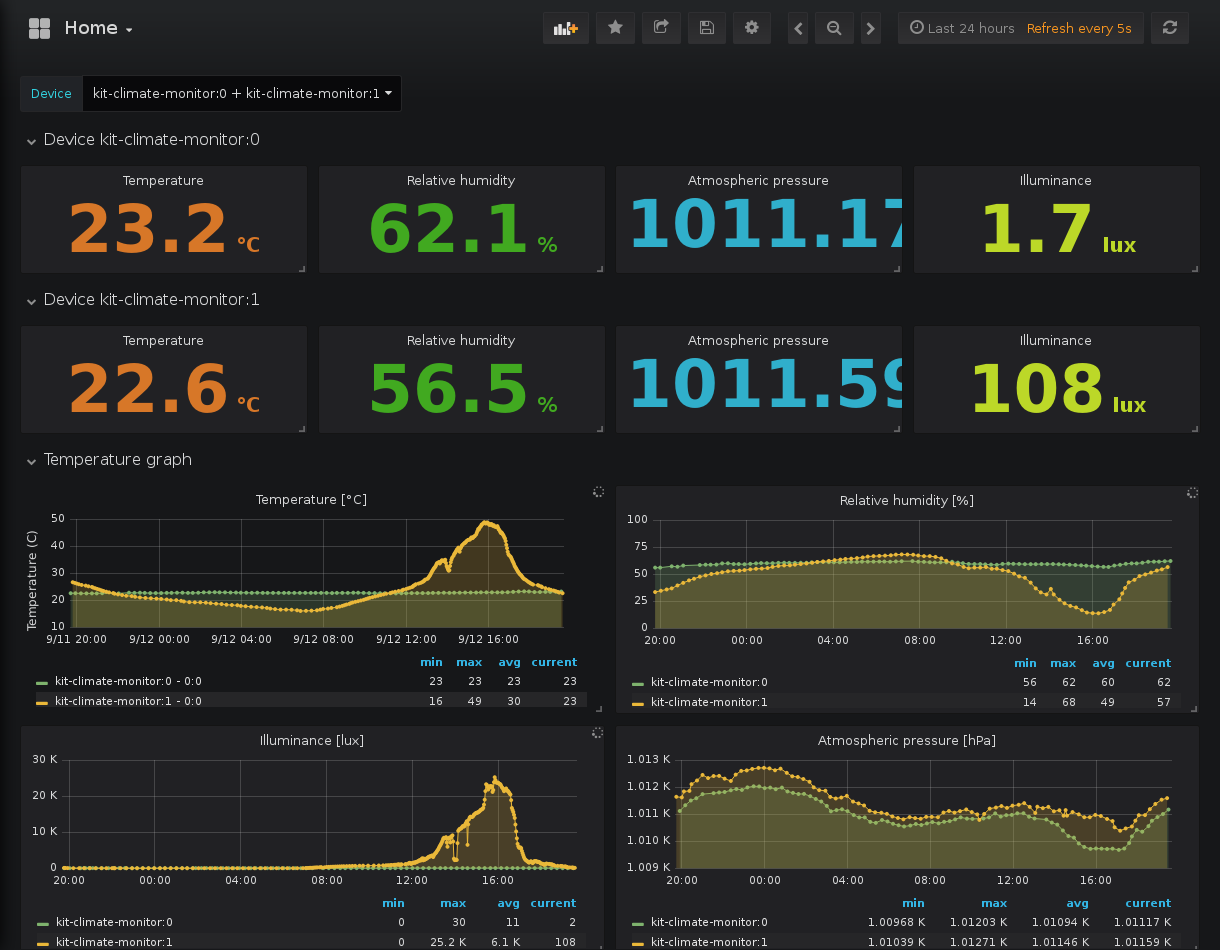 Home
Last 24 hours Refresh every 5s
Device kit-climate-monitor:0 + kit-climate-monitor:1
Device kit-climate-monitor:0
Temperature Relative humidity Atmospheric pressure Illuminance
23.2 °C 62.1 % 1011.17 1.7 lux
Device kit-climate-monitor:1
Temperature Relative humidity Atmospheric pressure Illuminance
22.6 °C 56.5 % 1011.59 108 lux
Temperature graph
Temperature [°C]
Temperature (C)
50
40
30
20
10
9/11 20:00 9/12 00:00 9/12 04:00 9/12 08:00 9/12 12:00 9/12 16:00
min max avg current
kit-climate-monitor:0 - 0:0 23 23 23 23
kit-climate-monitor:1 - 0:0 16 49 30 23
Relative humidity [%]
100
75
50
25
0
20:00 00:00 04:00 08:00 12:00 16:00
min max avg current
kit-climate-monitor:0 56 62 60 62
kit-climate-monitor:1 14 68 49 57
Illuminance [lux]
30 K
20 K
10 K
0
20:00 00:00 04:00 08:00 12:00 16:00
min max avg current
kit-climate-monitor:0 0 30 11 2
kit-climate-monitor:1 0 25.2 K 6.1 K 108
Atmospheric pressure [hPa]
1.013 K
1.012 K
1.011 K
1.010 K
1.009 K
20:00 00:00 04:00 08:00 12:00 16:00
min max avg current
kit-climate-monitor:0 1.00968 K 1.01203 K 1.01094 K 1.01117 K
kit-climate-monitor:1 1.01039 K 1.01271 K 1.01146 K 1.01159 K